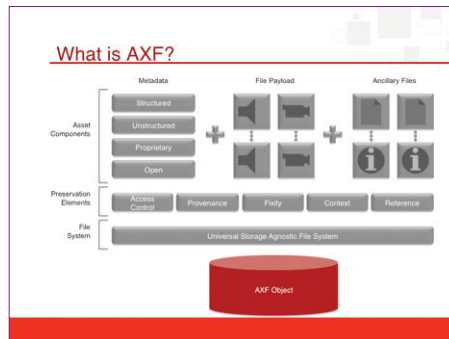 What is AXF?
Metadata
File Payload
Ancillary Files
Asset
Components
Structured
Unstructured
Proprietary
Open
Preservation
Elements
Access
Control
Provenance
Fixity
Context
Reference
File
System
Universal Storage Agnostic File System
AXF Object